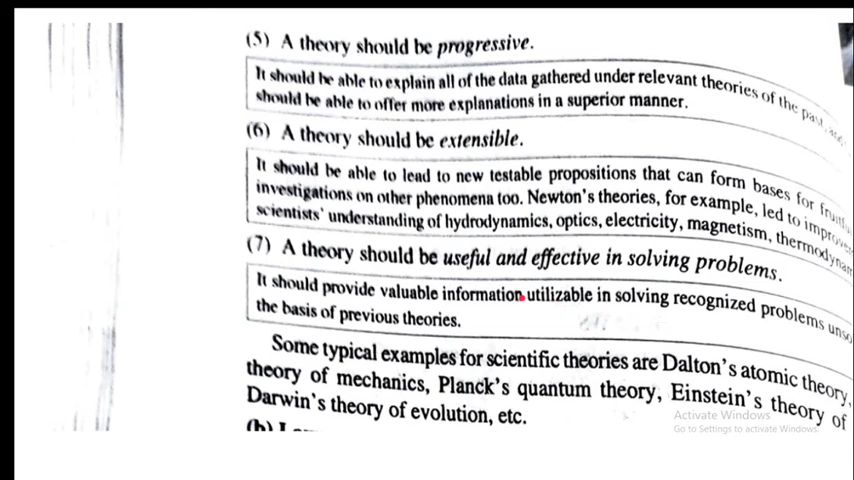 (5) A theory should be progressive.
It should be able to explain all of the data gathered under relevant theories of the past, and
should be able to offer more explanations in a superior manner.
(6) A theory should be extensible.
It should be able to lead to new testable propositions that can form bases for
investigations on other phenomena too. Newton's theories, for example, led to
scientists' understanding of hydrodynamics, optics, electricity, magnetism,
(7) A theory should be useful and effective in solving problems.
It should provide valuable information utilizable in solving recognized problems
the basis of previous theories.
Some typical examples for scientific theories are Dalton's atomic theory,
theory of mechanics, Planck's quantum theory, Einstein's theory of
Darwin's theory of evolution, etc.
Activate Windows
Go to Settings to activate Windows.